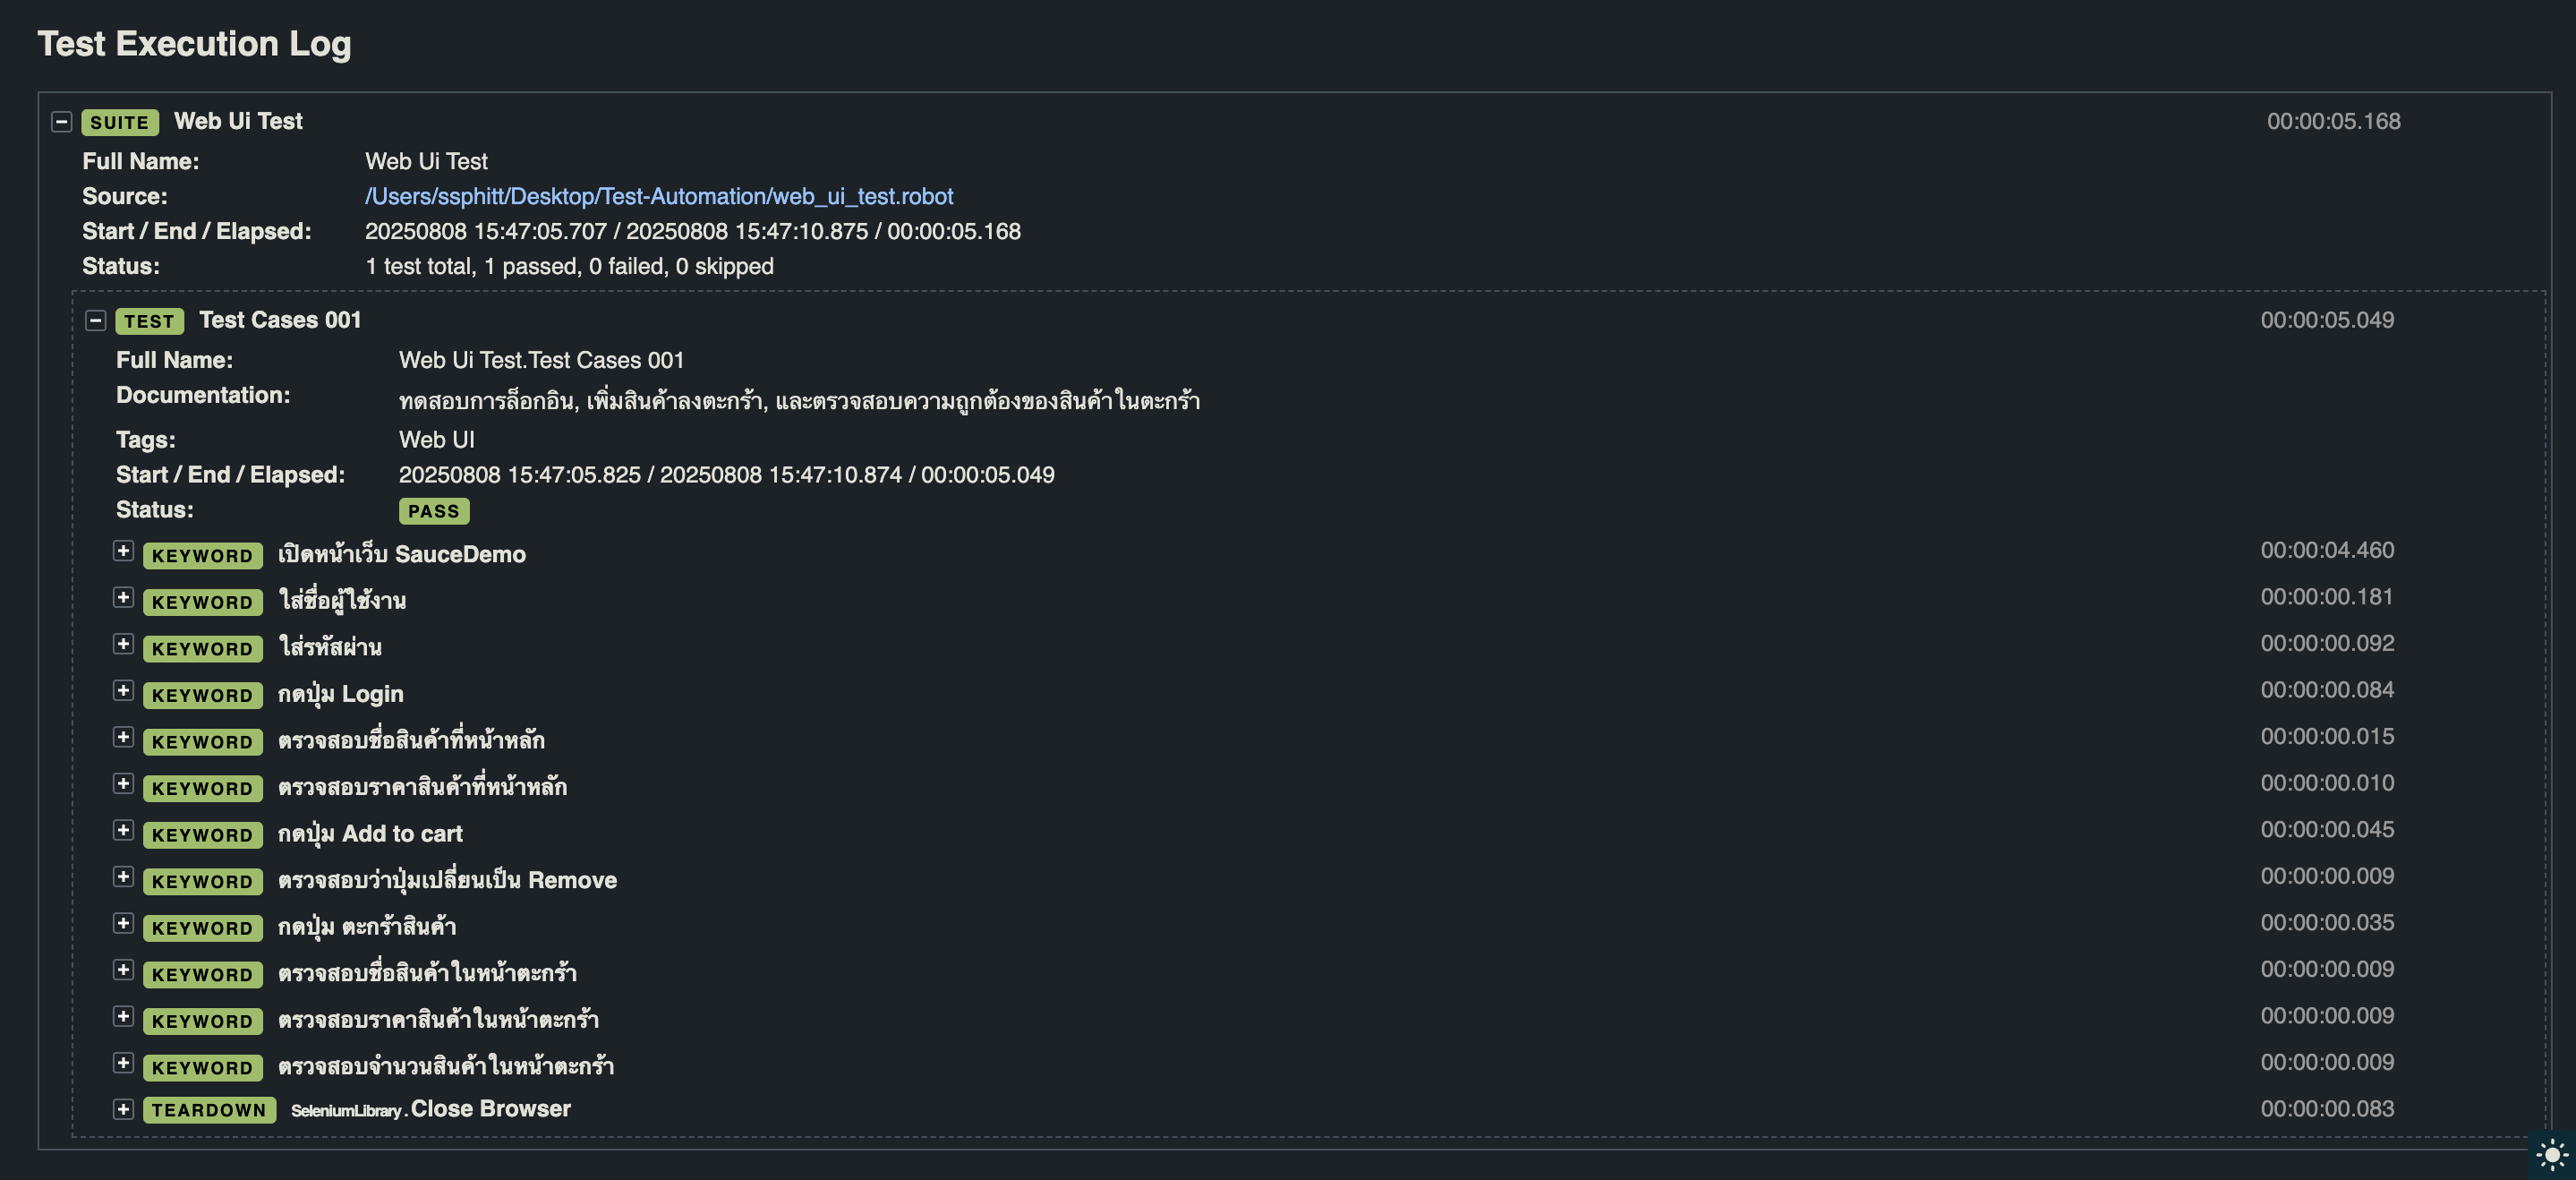 Test Execution Log
SUITE Web Ui Test 00:00:05.168
Full Name: Web Ui Test
Source: /Users/ssphitt/Desktop/Test-Automation/web_ui_test.robot
Start / End / Elapsed: 20250808 15:47:05.707 / 20250808 15:47:10.875 / 00:00:05.168
Status: 1 test total, 1 passed, 0 failed, 0 skipped
TEST Test Cases 001 00:00:05.049
Full Name: Web Ui Test.Test Cases 001
Documentation: ทดสอบการล็อกอิน, เพิ่มสินค้าลงตะกร้า, และตรวจสอบความถูกต้องของสินค้าในตะกร้า
Tags: Web UI
Start / End / Elapsed: 20250808 15:47:05.825 / 20250808 15:47:10.874 / 00:00:05.049
Status: PASS
KEYWORD เปิดหน้าเว็บ SauceDemo 00:00:04.460
KEYWORD ใส่ชื่อผู้ใช้งาน 00:00:00.181
KEYWORD ใส่รหัสผ่าน 00:00:00.092
KEYWORD กดปุ่ม Login 00:00:00.084
KEYWORD ตรวจสอบชื่อสินค้าที่หน้าหลัก 00:00:00.015
KEYWORD ตรวจสอบราคาสินค้าที่หน้าหลัก 00:00:00.010
KEYWORD กดปุ่ม Add to cart 00:00:00.045
KEYWORD ตรวจสอบว่าปุ่มเปลี่ยนเป็น Remove 00:00:00.009
KEYWORD กดปุ่ม ตะกร้าสินค้า 00:00:00.035
KEYWORD ตรวจสอบชื่อสินค้าในหน้าตะกร้า 00:00:00.009
KEYWORD ตรวจสอบราคาสินค้าในหน้าตะกร้า 00:00:00.009
KEYWORD ตรวจสอบจำนวนสินค้าในหน้าตะกร้า 00:00:00.009
TEARDOWN SeleniumLibrary.Close Browser 00:00:00.083